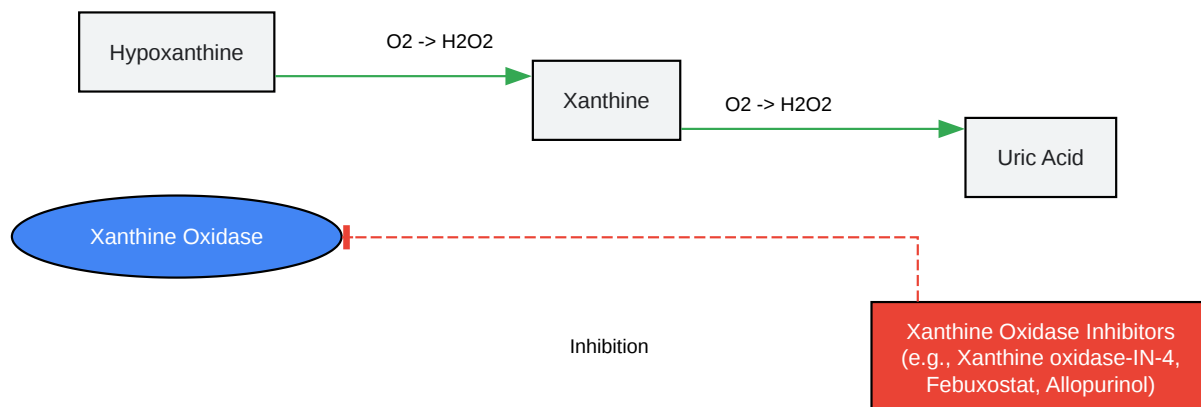 Hypoxanthine
O2 -> H2O2
Xanthine
O2 -> H2O2
Uric Acid
Xanthine Oxidase
Inhibition
Xanthine Oxidase Inhibitors
(e.g., Xanthine oxidase-IN-4,
Febuxostat, Allopurinol)